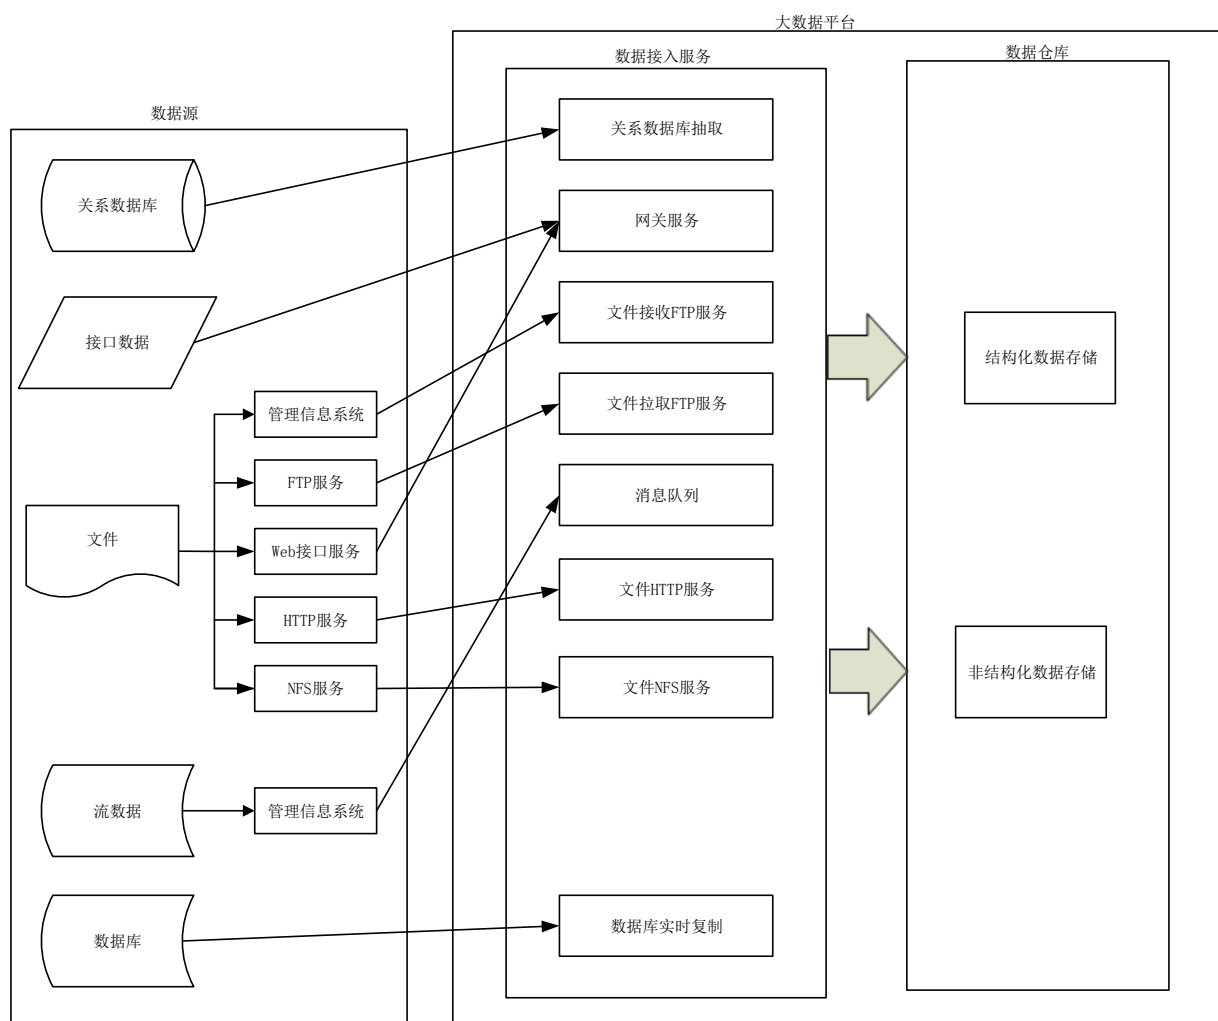 大数据平台
数据接入服务
数据仓库
数据源
关系数据库
接口数据
文件
管理信息系统
FTP服务
Web接口服务
HTTP服务
NFS服务
流数据
管理信息系统
数据库
关系数据库抽取
网关服务
文件接收FTP服务
文件拉取FTP服务
消息队列
文件HTTP服务
文件NFS服务
数据库实时复制
结构化数据存储
非结构化数据存储